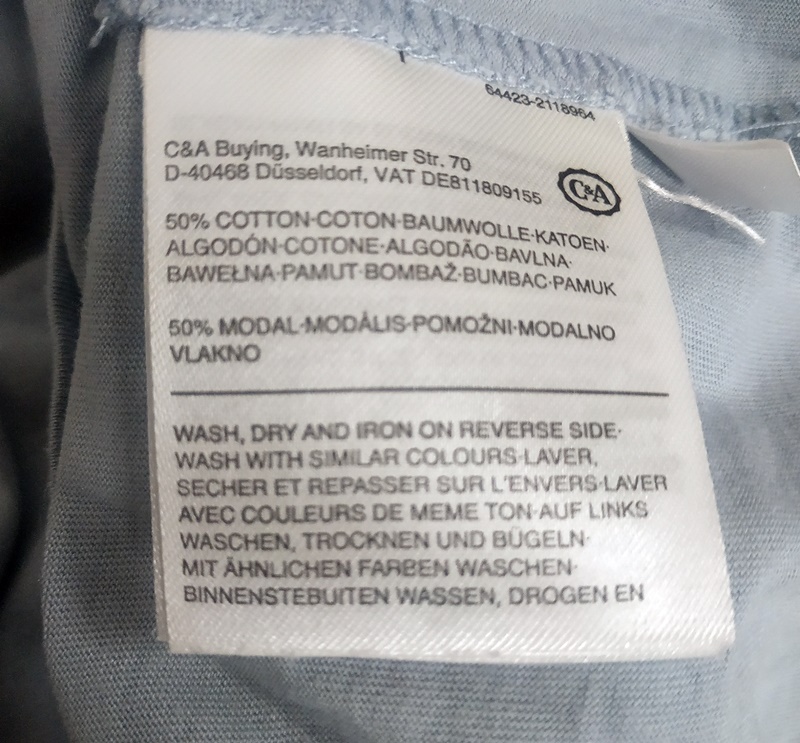 64423-2118964
C&A Buying, Wanheimer Str. 70
D-40468 Düsseldorf, VAT DE811809155
C&A
50% COTTON·COTON·BAUMWOLLE·KATOEN·
ALGODÓN·COTONE·ALGODÃO·BAVLNA·
BAWEŁNA·PAMUT·BOMBAŽ·BUMBAC·PAMUK
50% MODAL·MODÁLIS·POMOŽNI·MODALNO
VLAKNO
WASH, DRY AND IRON ON REVERSE SIDE·
WASH WITH SIMILAR COLOURS·LAVER,
SECHER ET REPASSER SUR L'ENVERS·LAVER
AVEC COULEURS DE MEME TON·AUF LINKS
WASCHEN, TROCKNEN UND BÜGELN·
MIT ÄHNLICHEN FARBEN WASCHEN·
BINNENSTEBUITEN WASSEN, DROGEN EN